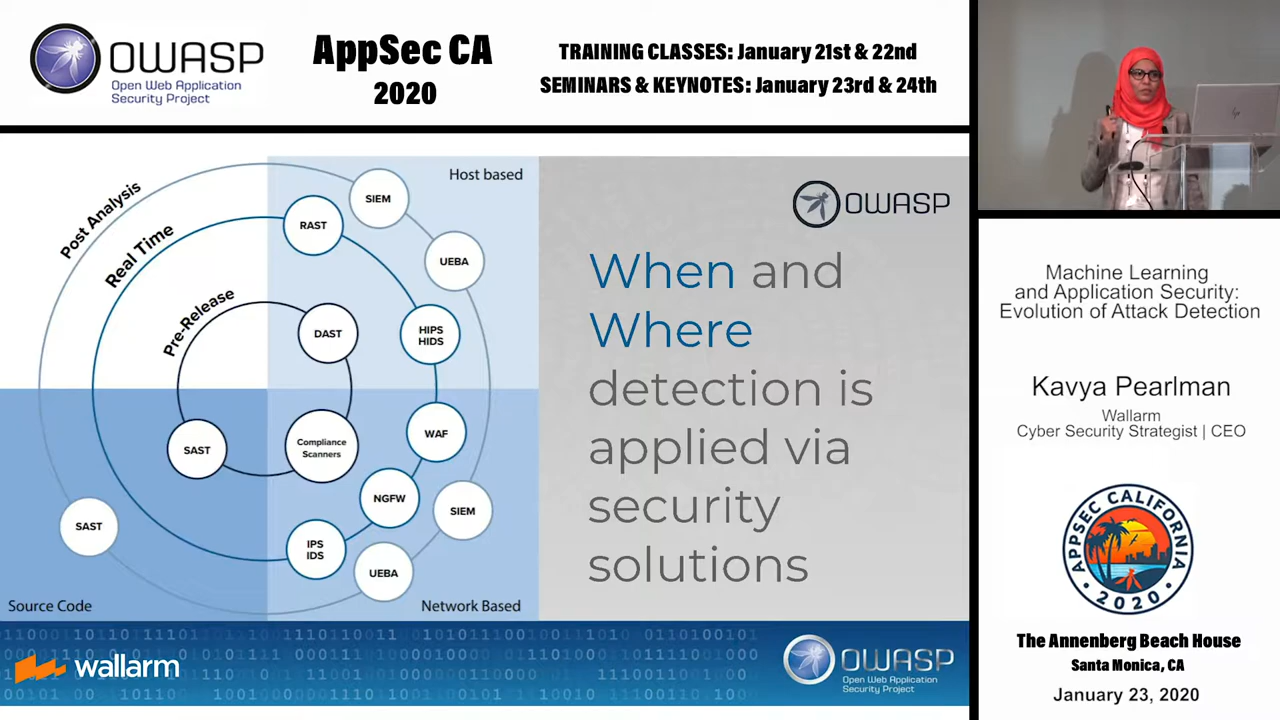 OWASP
Open Web Application
Security Project
AppSec CA
2020
TRAINING CLASSES: January 21st & 22nd
SEMINARS & KEYNOTES: January 23rd & 24th
Post Analysis
Real Time
Pre-Release
Host based
SIEM
RAST
UEBA
DAST
HIPS
HIDS
SAST
Compliance
Scanners
WAF
NGFW
SIEM
SAST
IPS
IDS
UEBA
Source Code
Network Based
OWASP
When and
Where
detection is
applied via
security
solutions
wallarm
OWASP
Open Web Application
Security Project
hp
Machine Learning
and Application Security:
Evolution of Attack Detection
Kavya Pearlman
Wallarm
Cyber Security Strategist | CEO
APPSEC CALIFORNIA
• 2020 •
The Annenberg Beach House
Santa Monica, CA
January 23, 2020